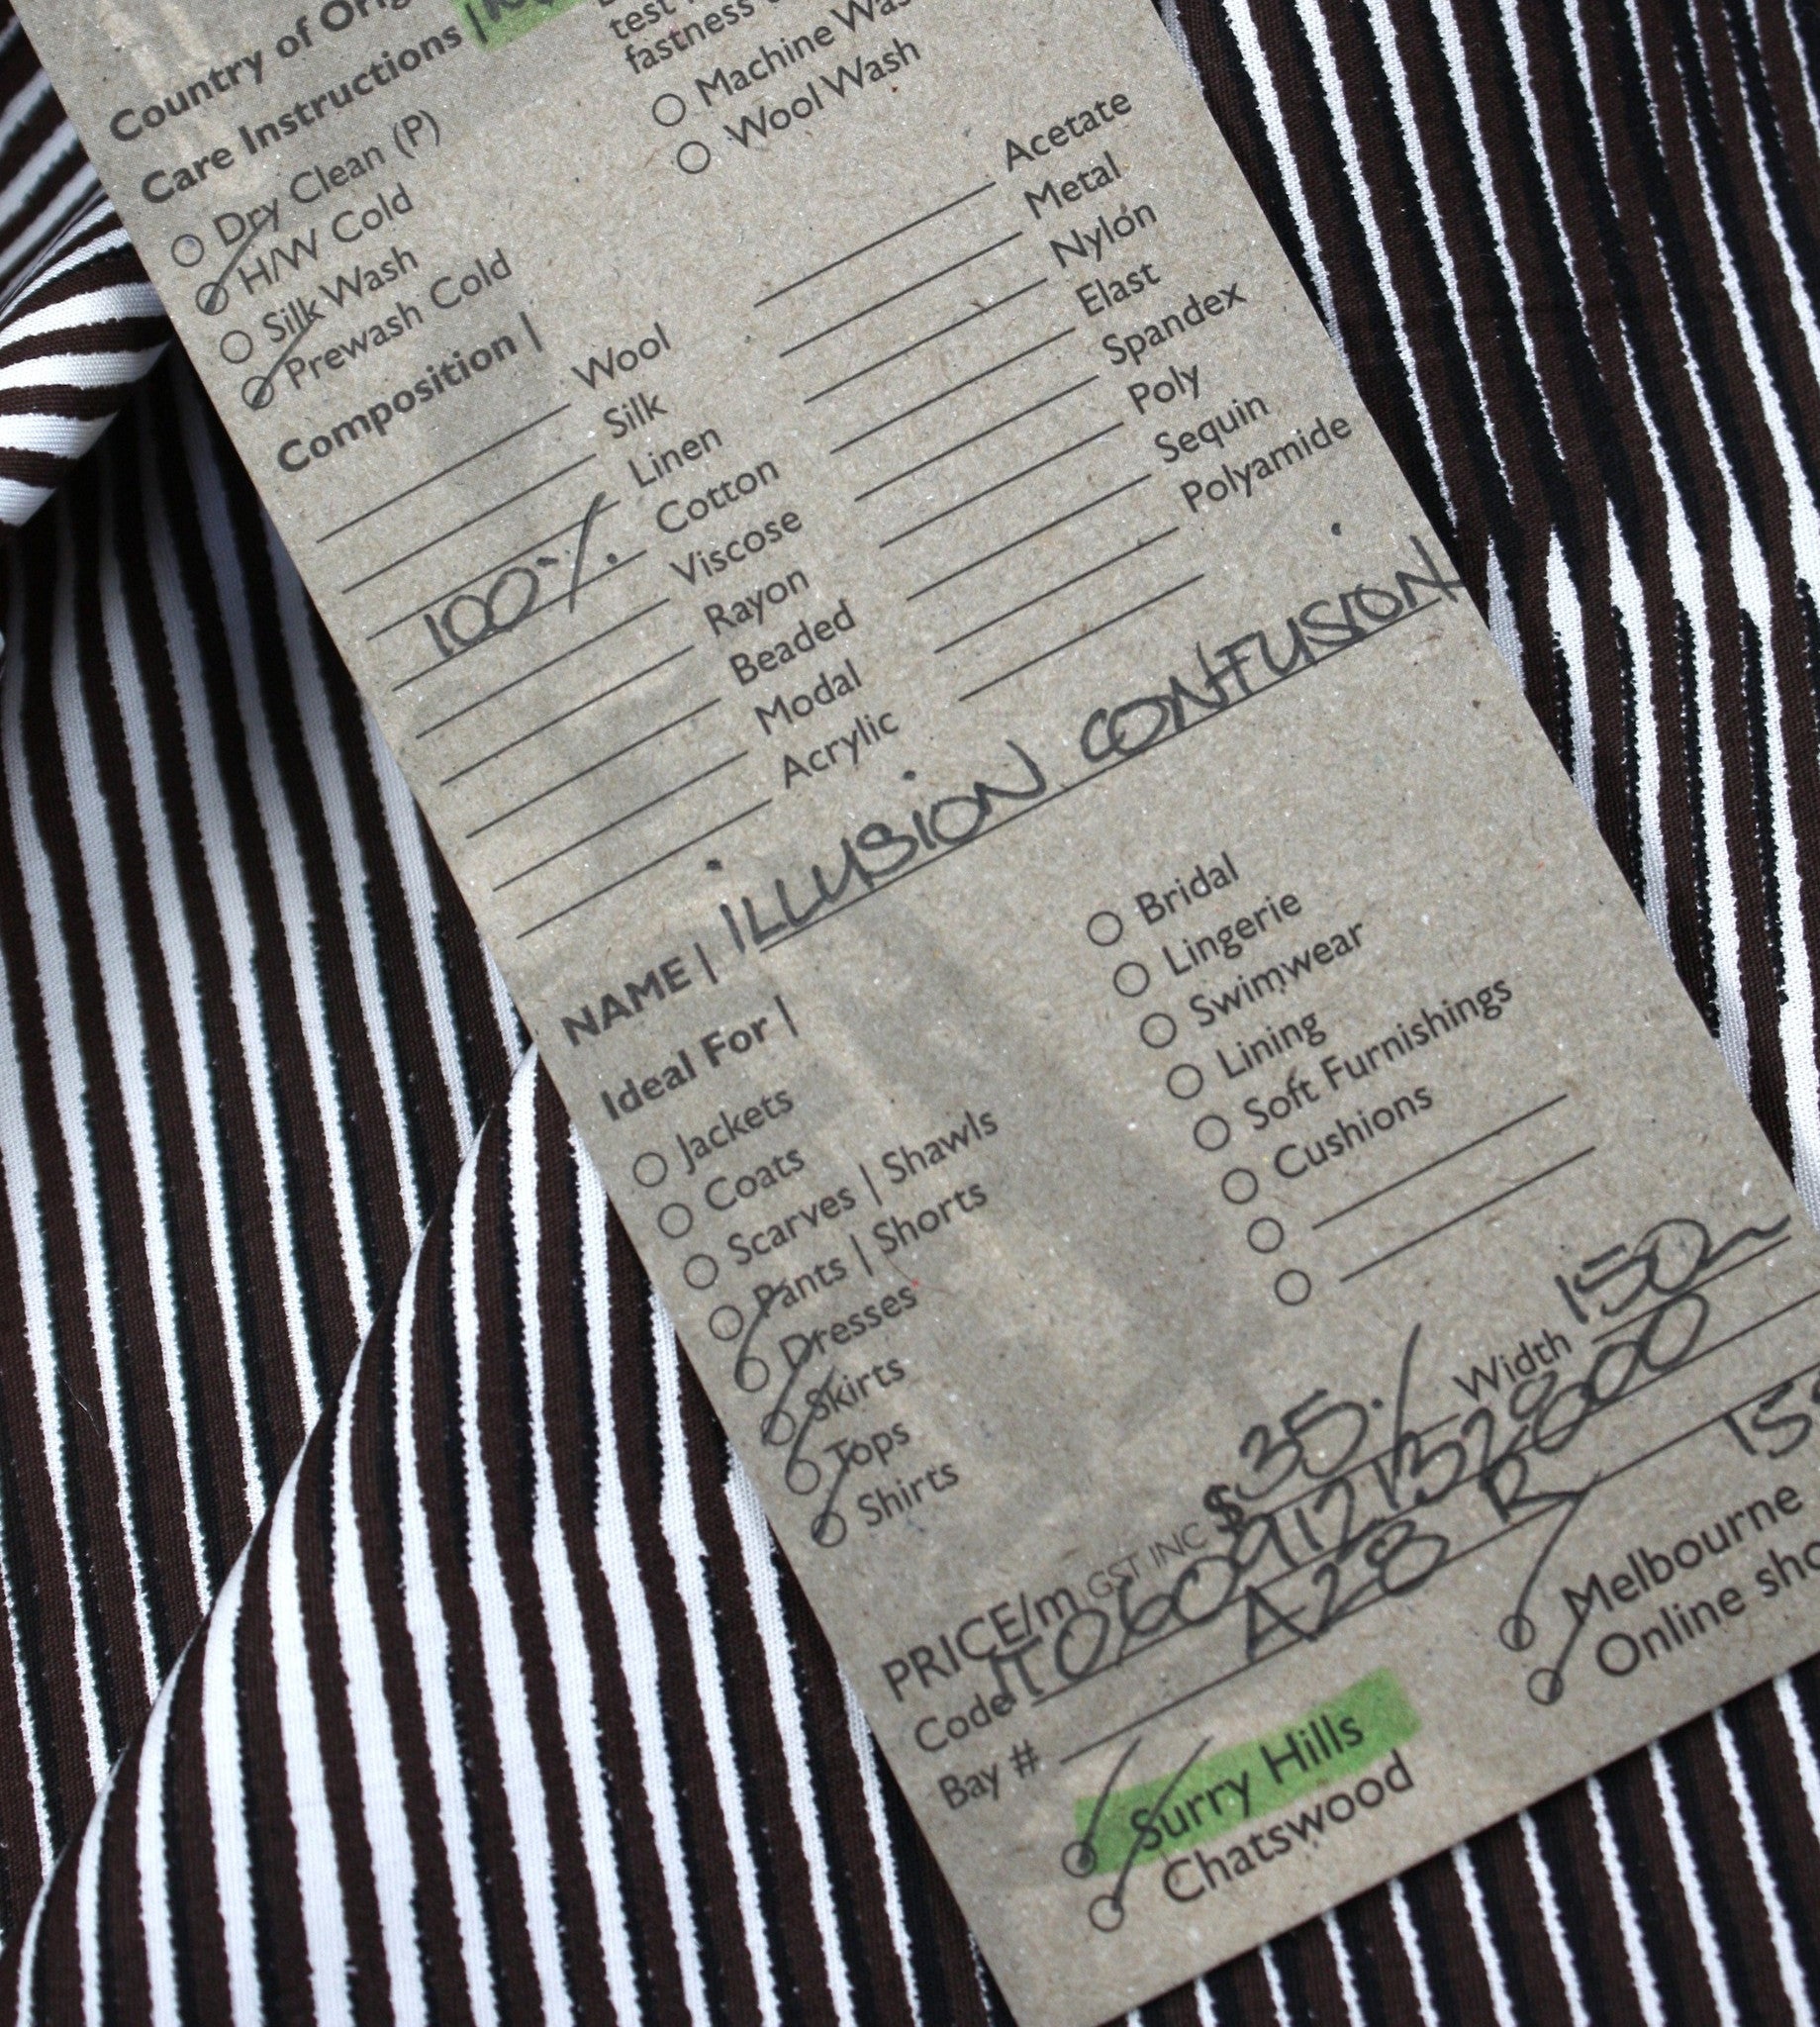 Country of Orig
Care Instructions |
test
fastness
Dry Clean (P)
H/W Cold
Silk Wash
Prewash Cold
Machine Was
Wool Wash
Composition |
Wool
Silk
Linen
100% Cotton
Viscose
Rayon
Beaded
Modal
Acrylic
Acetate
Metal
Nylon
Elast
Spandex
Poly
Sequin
Polyamide
NAME | ILLUSION CONFUSION
Ideal For |
Jackets
Coats
Scarves | Shawls
Pants | Shorts
Dresses
Skirts
Tops
Shirts
Bridal
Lingerie
Swimwear
Lining
Soft Furnishings
Cushions
PRICE/m GST INC $35. Width 150
Code IT060912.132800
Bay # A28 R 15
Surry Hills
Chatswood
Melbourne
Online sho